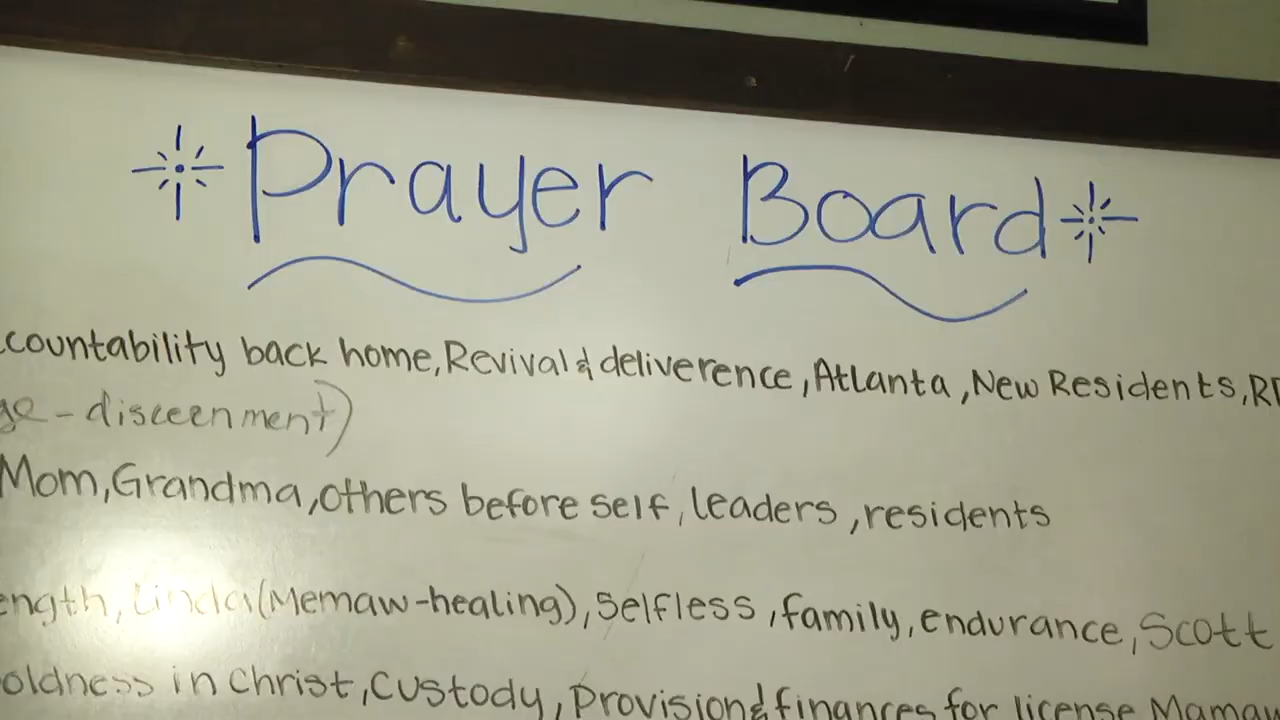 Prayer Board
countability back home, Revival & deliverence, Atlanta, New Residents, RD
ge - disceenment)
Mom, Grandma, others before self, leaders, residents
ength, Linda (Memaw-healing), Selfless, family, endurance, Scott
oldness in Christ, Custody, Provision & finances for license Mamaw